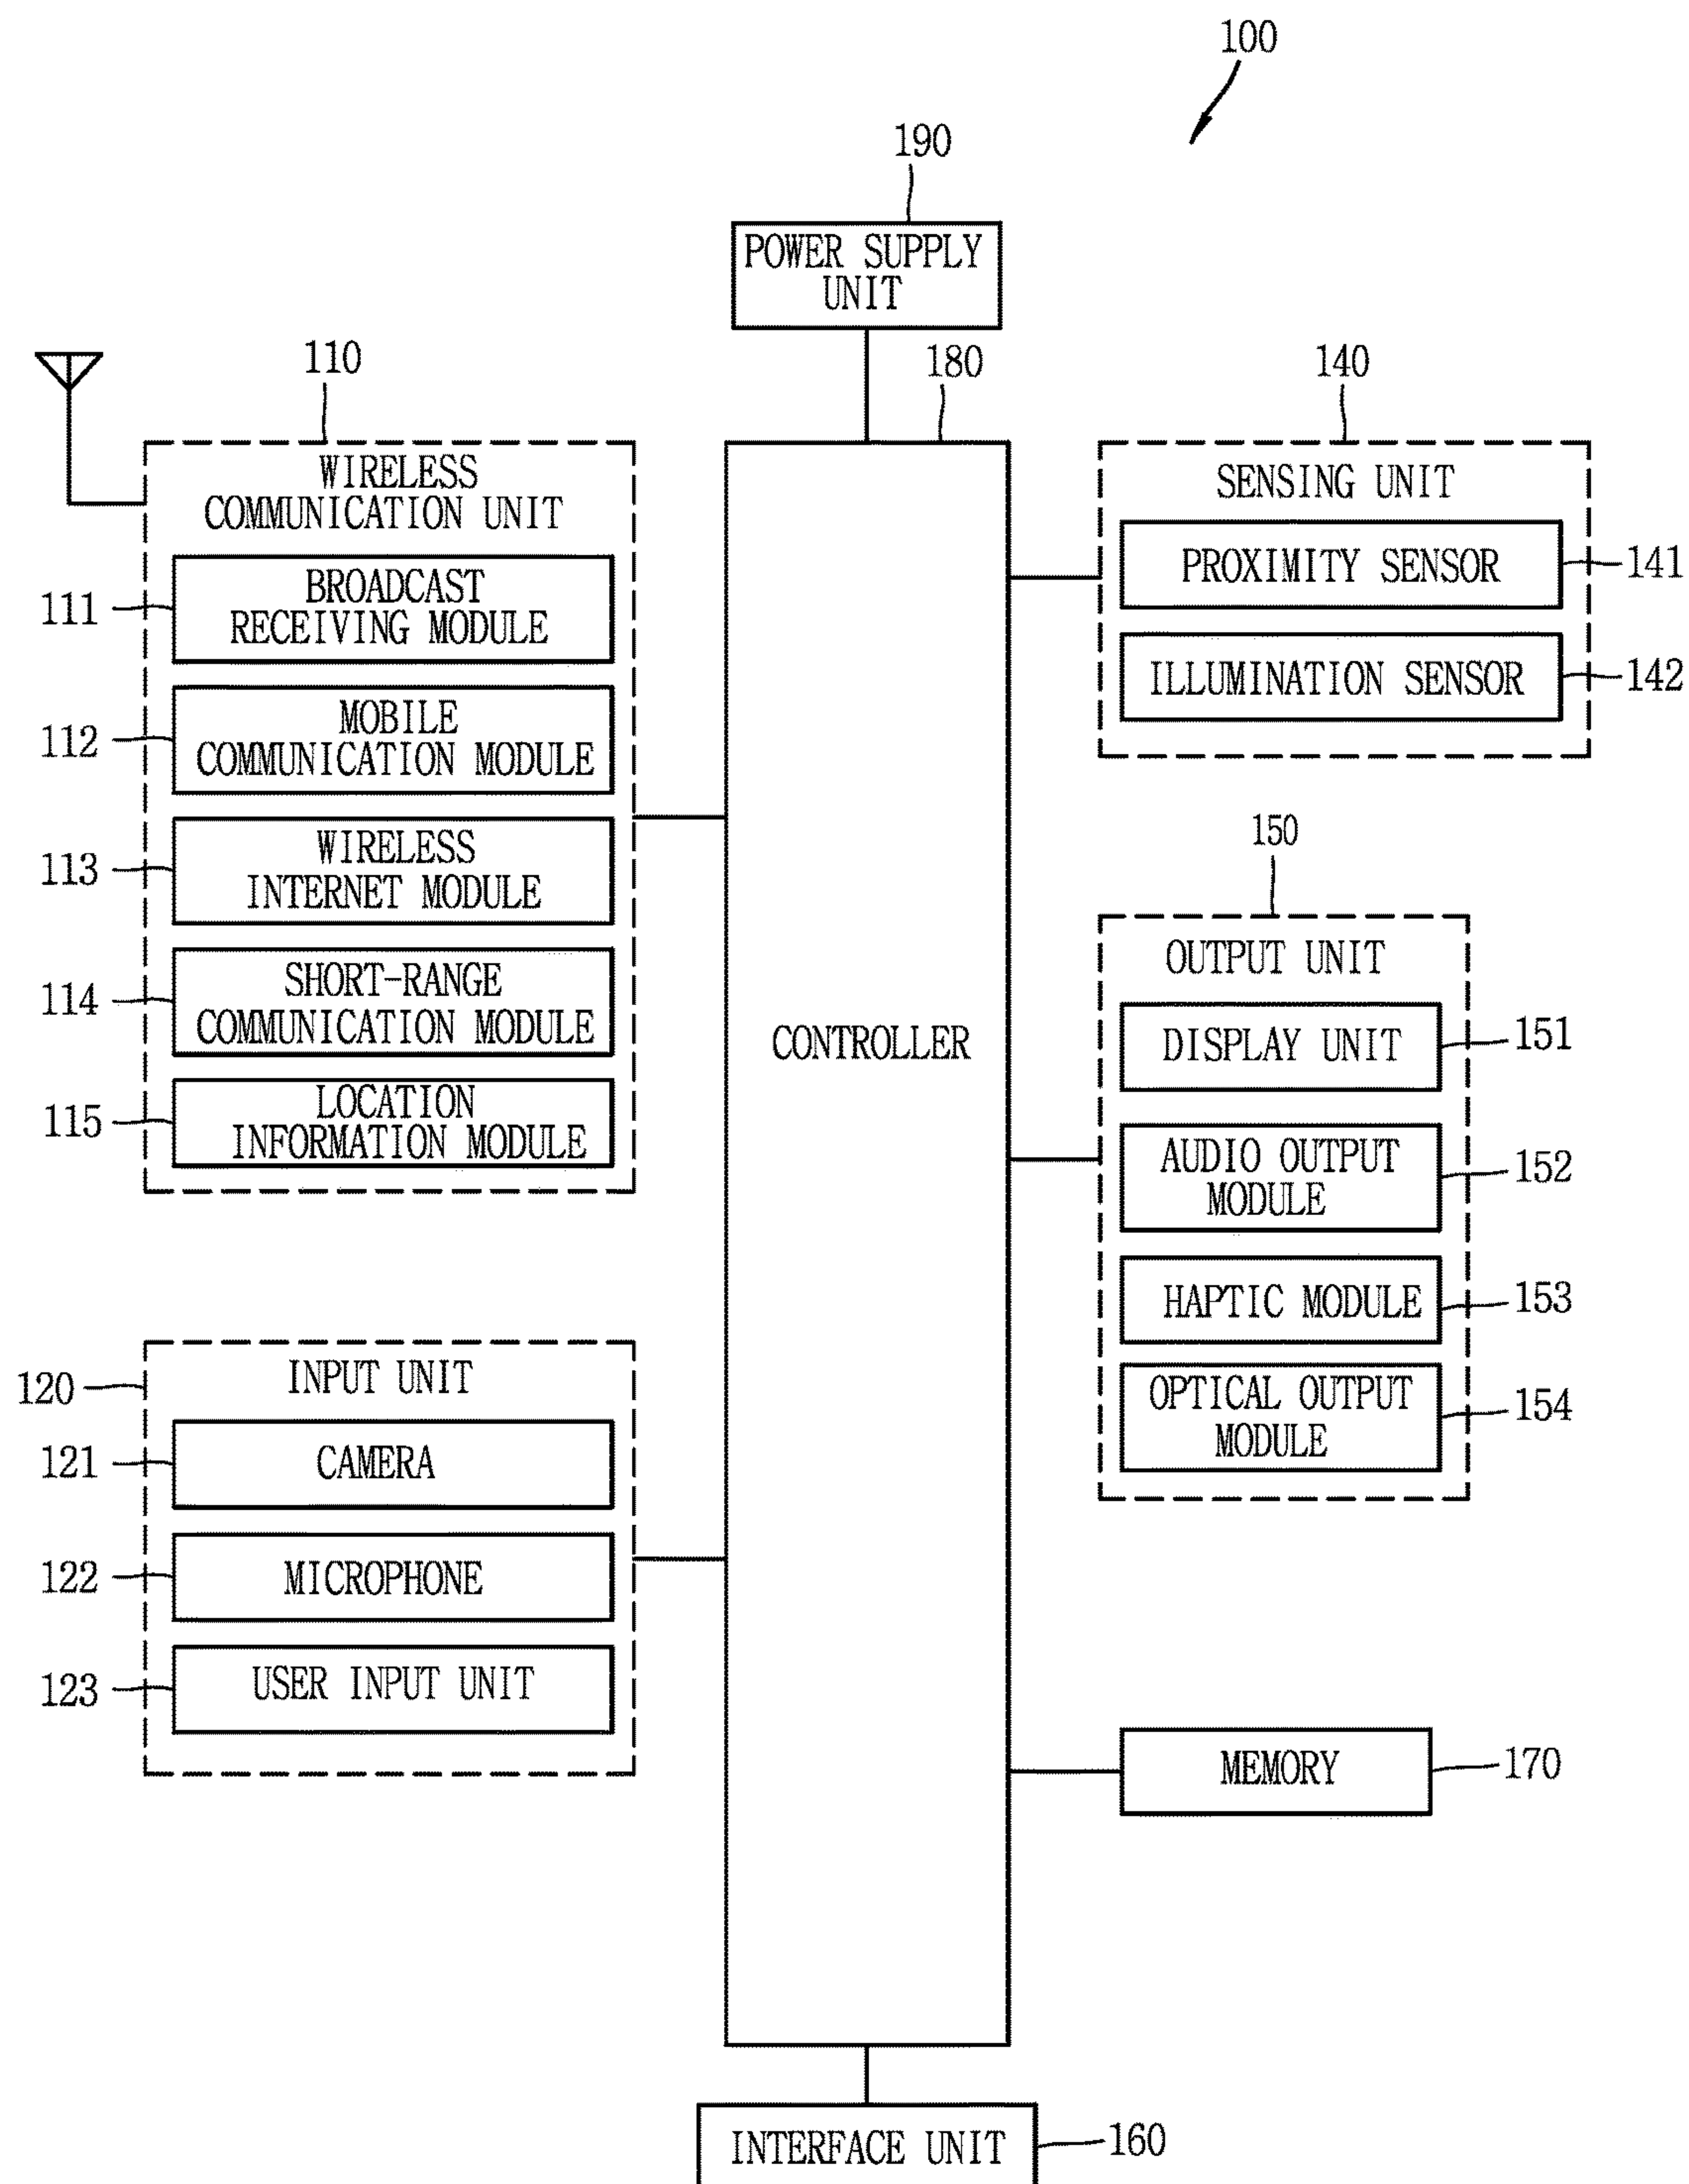 100
190
POWER SUPPLY
UNIT
110
180
140
WIRELESS
COMMUNICATION UNIT
111
BROADCAST
RECEIVING MODULE
112
MOBILE
COMMUNICATION MODULE
113
WIRELESS
INTERNET MODULE
114
SHORT-RANGE
COMMUNICATION MODULE
115
LOCATION
INFORMATION MODULE
120
INPUT UNIT
121
CAMERA
122
MICROPHONE
123
USER INPUT UNIT
CONTROLLER
SENSING UNIT
PROXIMITY SENSOR
141
ILLUMINATION SENSOR
142
150
OUTPUT UNIT
DISPLAY UNIT
151
AUDIO OUTPUT
MODULE
152
HAPTIC MODULE
153
OPTICAL OUTPUT
MODULE
154
MEMORY
170
INTERFACE UNIT
160